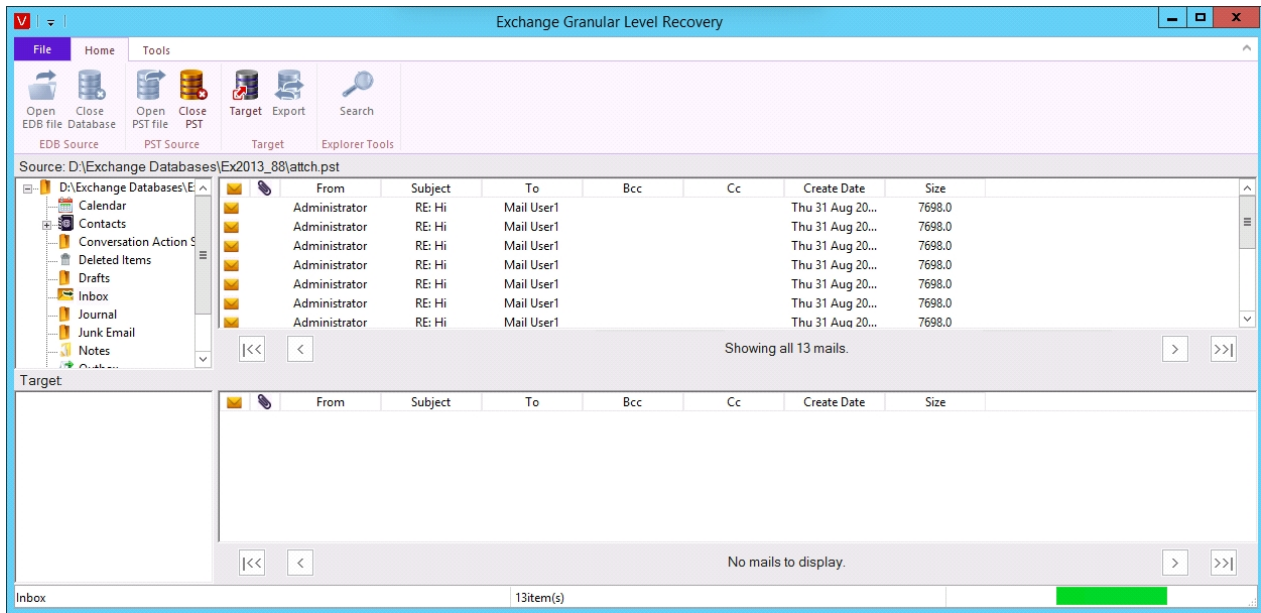 V
Exchange Granular Level Recovery
File Home Tools
Open EDB file Close Database Open PST file Close PST Target Export Search
EDB Source PST Source Target Explorer Tools
Source: D:\Exchange Databases\Ex2013_88\attch.pst
D:\Exchange Databases\E
Calendar
Contacts
Conversation Action S
Deleted Items
Drafts
Inbox
Journal
Junk Email
Notes
Outbox
From Subject To Bcc Cc Create Date Size
Administrator RE: Hi Mail User1 Thu 31 Aug 20... 7698.0
Administrator RE: Hi Mail User1 Thu 31 Aug 20... 7698.0
Administrator RE: Hi Mail User1 Thu 31 Aug 20... 7698.0
Administrator RE: Hi Mail User1 Thu 31 Aug 20... 7698.0
Administrator RE: Hi Mail User1 Thu 31 Aug 20... 7698.0
Administrator RE: Hi Mail User1 Thu 31 Aug 20... 7698.0
Administrator RE: Hi Mail User1 Thu 31 Aug 20... 7698.0
|<< < Showing all 13 mails. > >>|
Target:
From Subject To Bcc Cc Create Date Size
|<< < No mails to display. > >>|
Inbox 13item(s)